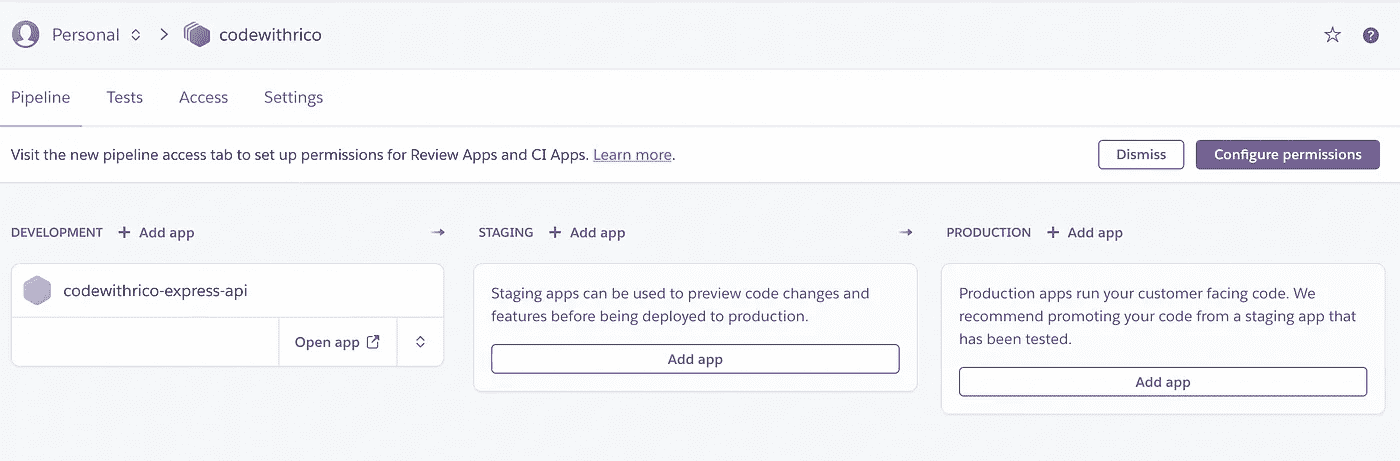 Personal codewithrico
Pipeline Tests Access Settings
Visit the new pipeline access tab to set up permissions for Review Apps and CI Apps. Learn more. Dismiss Configure permissions
DEVELOPMENT + Add app
codewithrico-express-api
Open app
STAGING + Add app
Staging apps can be used to preview code changes and
features before being deployed to production.
Add app
PRODUCTION + Add app
Production apps run your customer facing code. We
recommend promoting your code from a staging app that
has been tested.
Add app